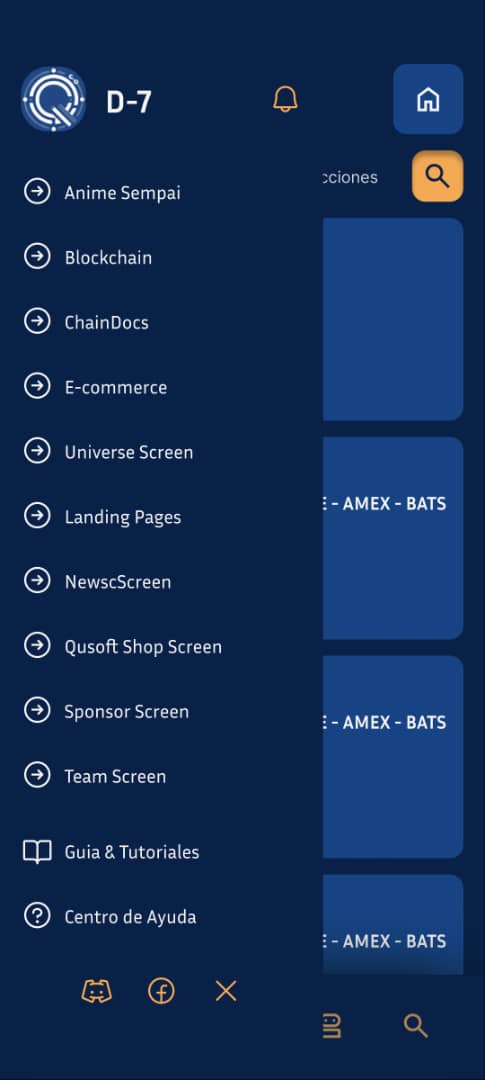 D-7
cciones
Anime Sempai
Blockchain
ChainDocs
E-commerce
Universe Screen
E - AMEX - BATS
Landing Pages
NewscScreen
Qusoft Shop Screen
Sponsor Screen
E - AMEX - BATS
Team Screen
Guia & Tutoriales
Centro de Ayuda
E - AMEX - BATS